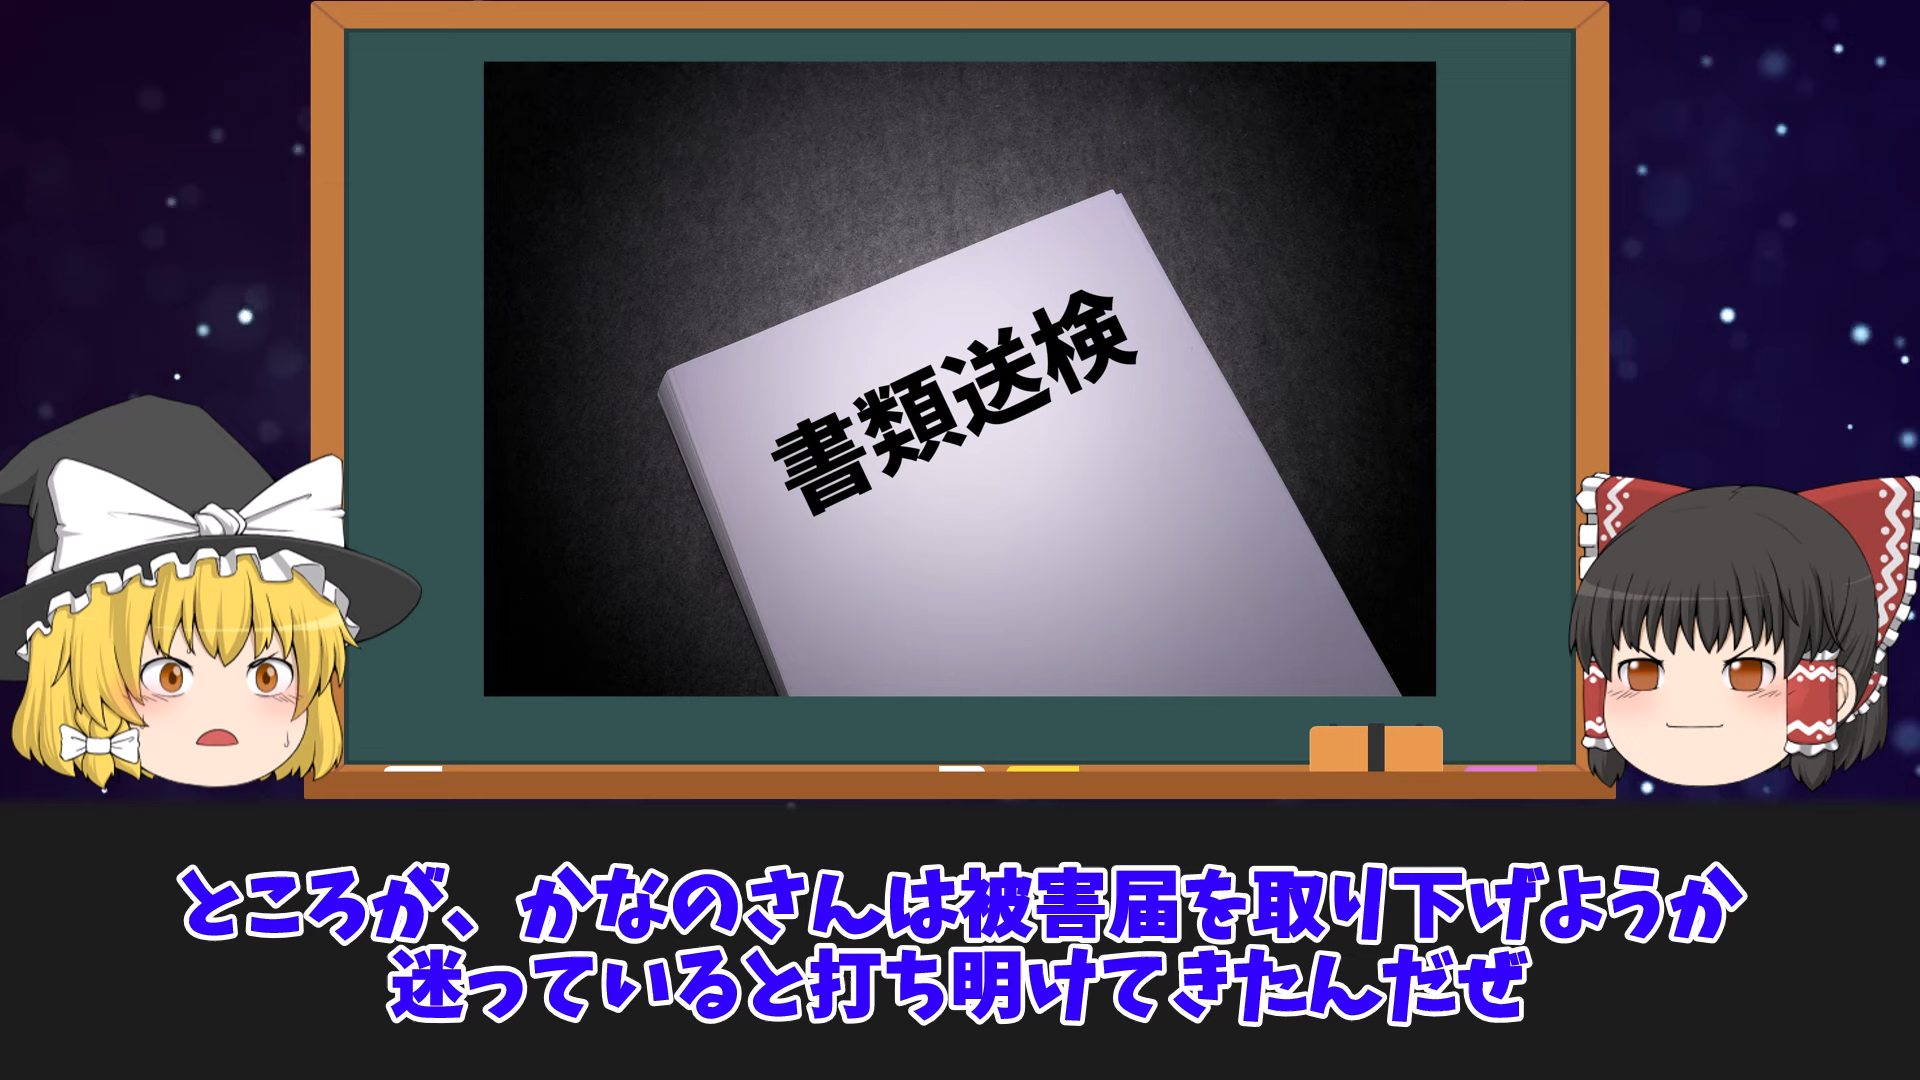 書類送検
ところが、かなのさんは被害届を取り下げようか
迷っていると打ち明けてきたんだぜ